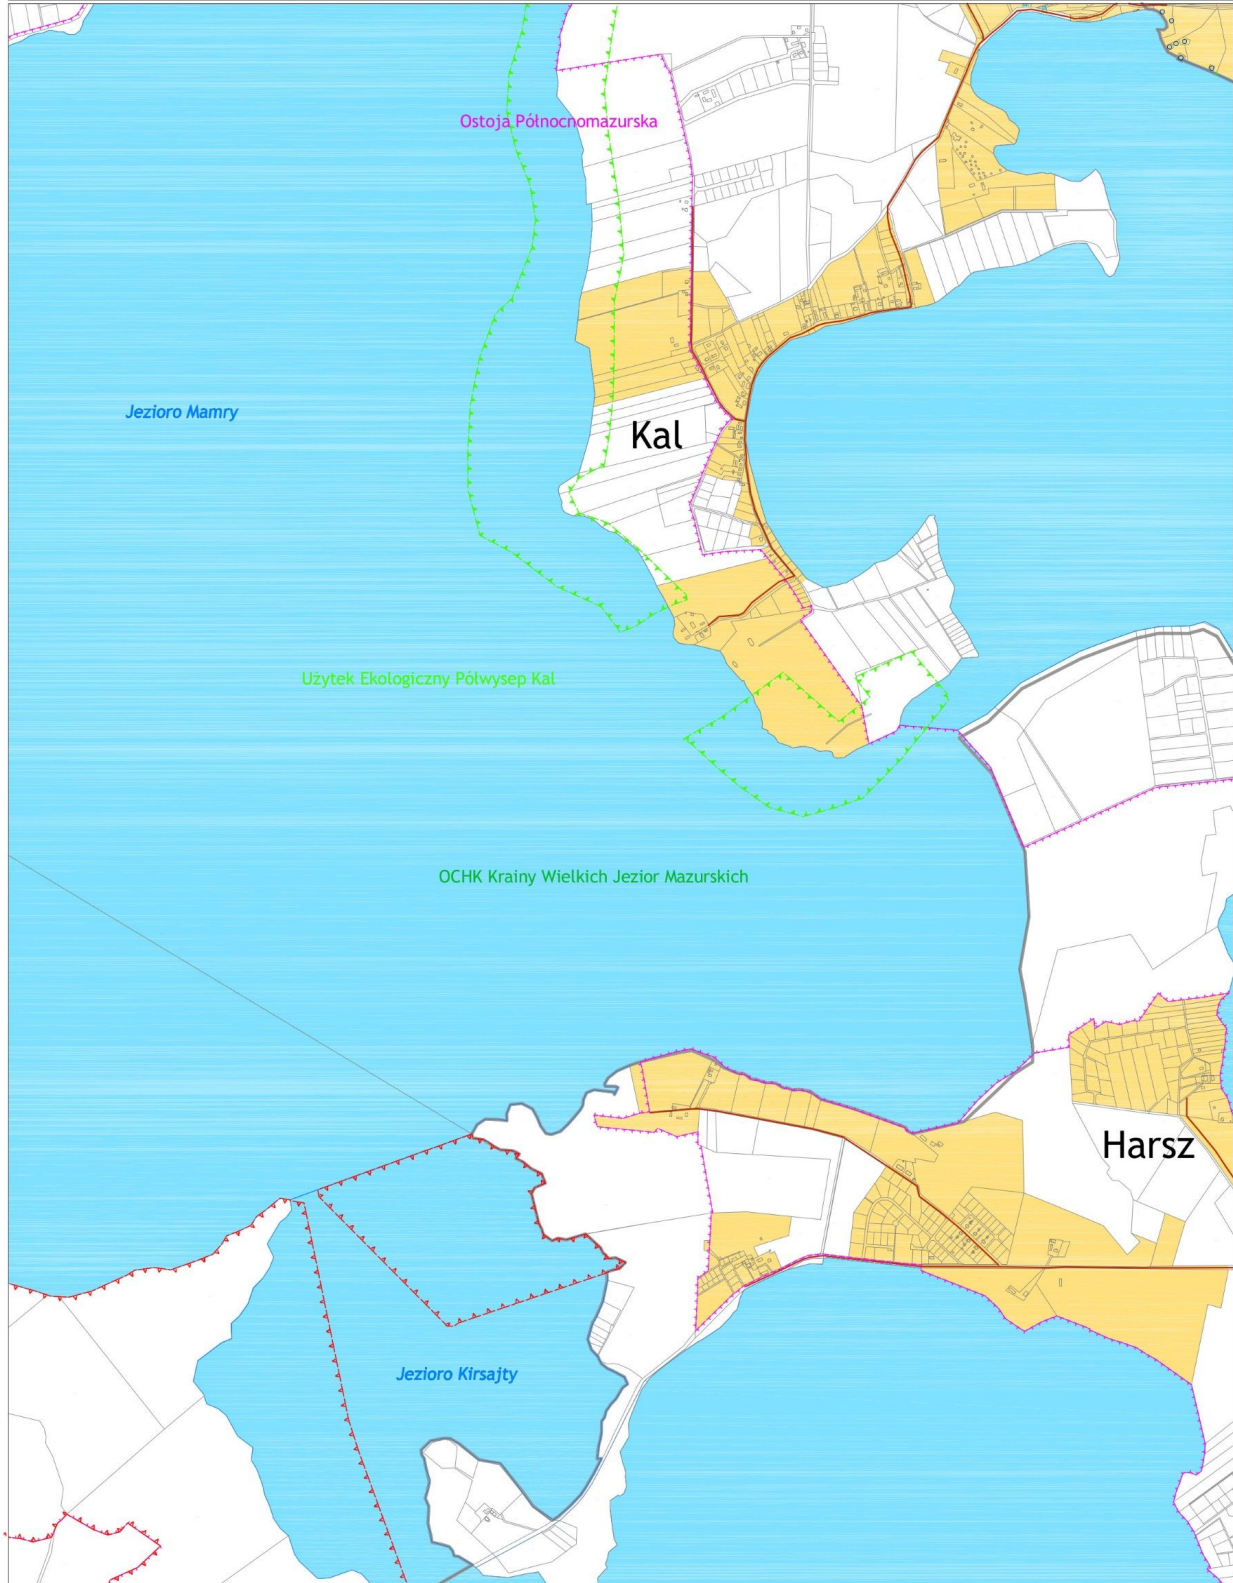 Ostoja Północnomazurska
Jezioro Mamry
Kal
Użytek Ekologiczny Półwysep Kal
OCHK Krainy Wielkich Jezior Mazurskich
Harsz
Jezioro Kirsajty